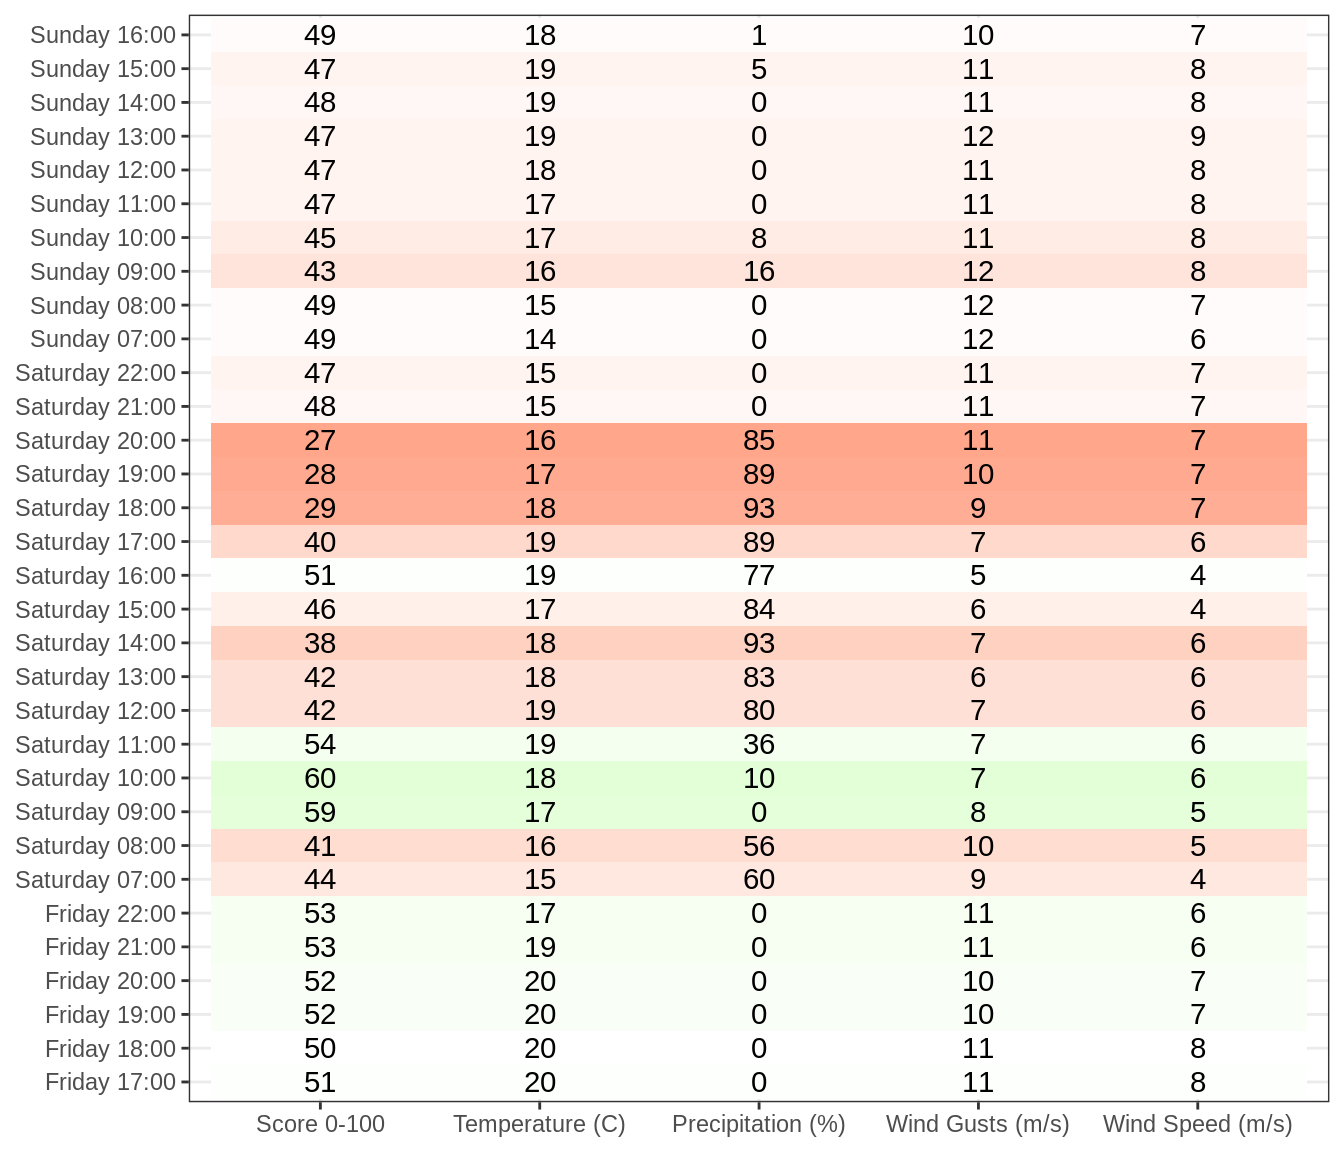 Sunday 16:00 49 18 1 10 7
Sunday 15:00 47 19 5 11 8
Sunday 14:00 48 19 0 11 8
Sunday 13:00 47 19 0 12 9
Sunday 12:00 47 18 0 11 8
Sunday 11:00 47 17 0 11 8
Sunday 10:00 45 17 8 11 8
Sunday 09:00 43 16 16 12 8
Sunday 08:00 49 15 0 12 7
Sunday 07:00 49 14 0 12 6
Saturday 22:00 47 15 0 11 7
Saturday 21:00 48 15 0 11 7
Saturday 20:00 27 16 85 11 7
Saturday 19:00 28 17 89 10 7
Saturday 18:00 29 18 93 9 7
Saturday 17:00 40 19 89 7 6
Saturday 16:00 51 19 77 5 4
Saturday 15:00 46 17 84 6 4
Saturday 14:00 38 18 93 7 6
Saturday 13:00 42 18 83 6 6
Saturday 12:00 42 19 80 7 6
Saturday 11:00 54 19 36 7 6
Saturday 10:00 60 18 10 7 6
Saturday 09:00 59 17 0 8 5
Saturday 08:00 41 16 56 10 5
Saturday 07:00 44 15 60 9 4
Friday 22:00 53 17 0 11 6
Friday 21:00 53 19 0 11 6
Friday 20:00 52 20 0 10 7
Friday 19:00 52 20 0 10 7
Friday 18:00 50 20 0 11 8
Friday 17:00 51 20 0 11 8
Score 0-100 Temperature (C) Precipitation (%) Wind Gusts (m/s) Wind Speed (m/s)